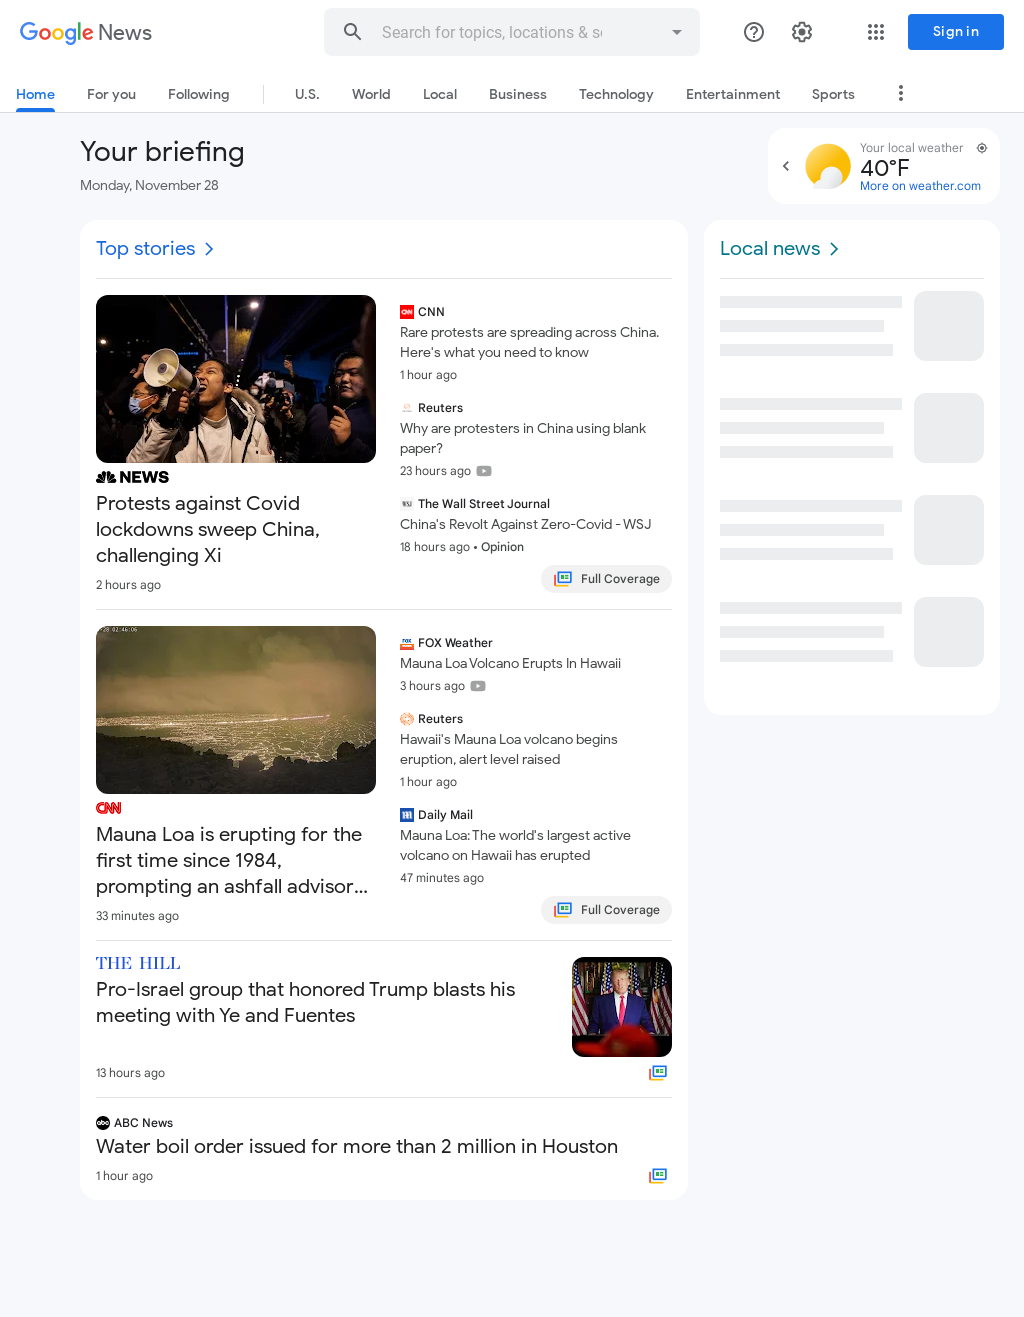 Google News
Search for topics, locations & so
Sign in
Home
For you
Following
U.S.
World
Local
Business
Technology
Entertainment
Sports
Your briefing
Monday, November 28
Your local weather
40°F
More on weather.com
Top stories
NEWS
Protests against Covid
lockdowns sweep China,
challenging Xi
2 hours ago
CNN
Rare protests are spreading across China.
Here's what you need to know
1 hour ago
Reuters
Why are protesters in China using blank
paper?
23 hours ago
WSJ
The Wall Street Journal
China's Revolt Against Zero-Covid - WSJ
18 hours ago • Opinion
Full Coverage
-28 02:46:06
CNN
Mauna Loa is erupting for the
first time since 1984,
prompting an ashfall advisor...
33 minutes ago
FOX Weather
Mauna Loa Volcano Erupts In Hawaii
3 hours ago
Reuters
Hawaii's Mauna Loa volcano begins
eruption, alert level raised
1 hour ago
Daily Mail
Mauna Loa: The world's largest active
volcano on Hawaii has erupted
47 minutes ago
Full Coverage
THE HILL
Pro-Israel group that honored Trump blasts his
meeting with Ye and Fuentes
13 hours ago
abc
ABC News
Water boil order issued for more than 2 million in Houston
1 hour ago
Local news